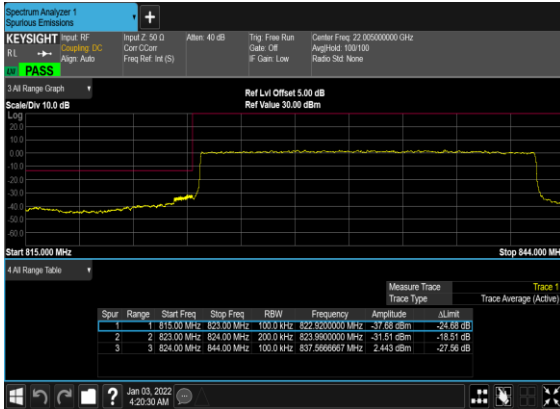 Spectrum Analyzer 1
Spurious Emissions
+
KEYSIGHT Input: RF Input Z: 50 Ω Atten: 40 dB Trig: Free Run Center Freq: 22.005000000 GHz
RL Coupling: DC Corr CCorr Gate: Off Avg|Hold: 100/100
Align: Auto Freq Ref: Int (S) IF Gain: Low Radio Std: None
PASS
3 All Range Graph Ref Lvl Offset 5.00 dB
Scale/Div 10.0 dB Ref Value 30.00 dBm
Log
20.0
10.0
0.00
-10.0
-20.0
-30.0
-40.0
-50.0
-60.0
Start 815.000 MHz Stop 844.000 MH
4 All Range Table
Measure Trace Trace 1
Trace Type Trace Average (Active)
Spur Range Start Freq Stop Freq RBW Frequency Amplitude ΔLimit
1 1 815.00 MHz 823.00 MHz 100.0 kHz 822.9200000 MHz -37.68 dBm -24.68 dB
2 2 823.00 MHz 824.00 MHz 200.0 kHz 823.9900000 MHz -31.51 dBm -18.51 dB
3 3 824.00 MHz 844.00 MHz 100.0 kHz 837.5666667 MHz 2.443 dBm -27.56 dB
? Jan 03, 2022
4:20:30 AM